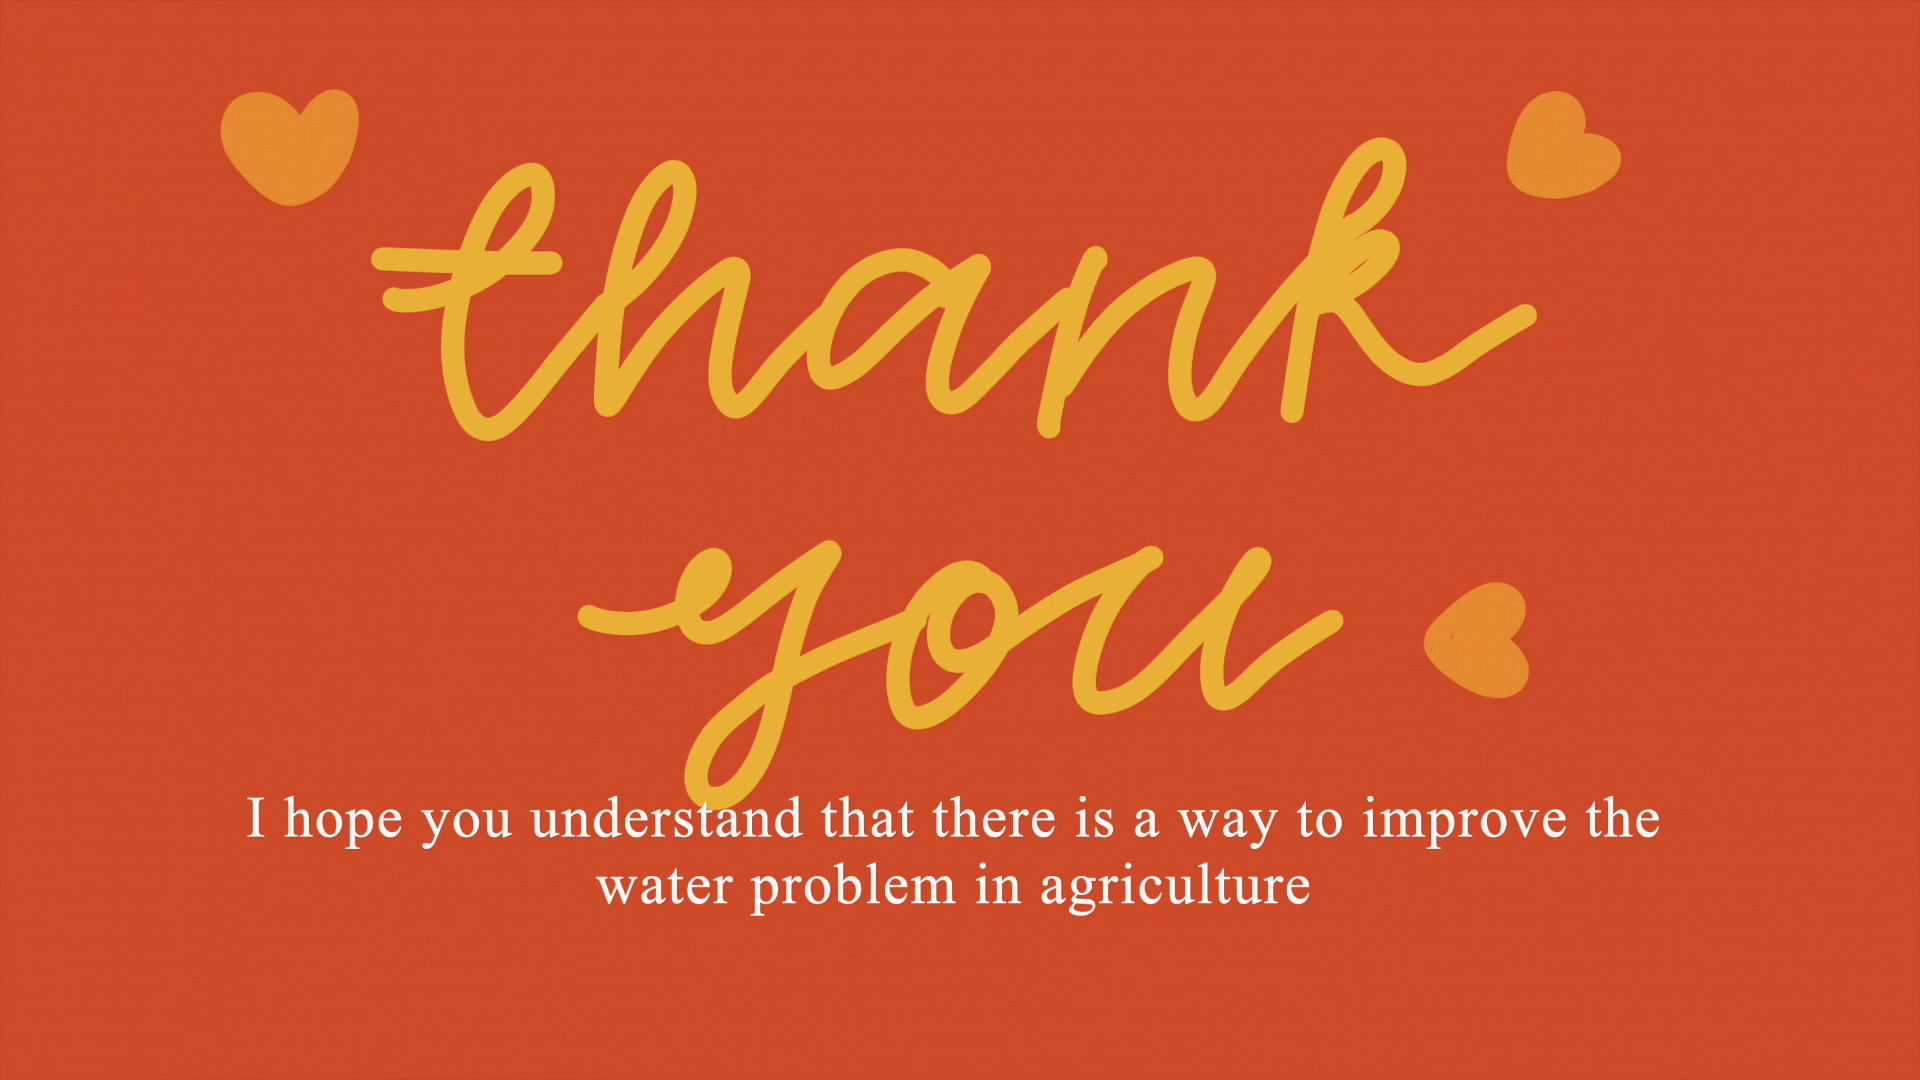 thank
you
I hope you understand that there is a way to improve the
water problem in agriculture